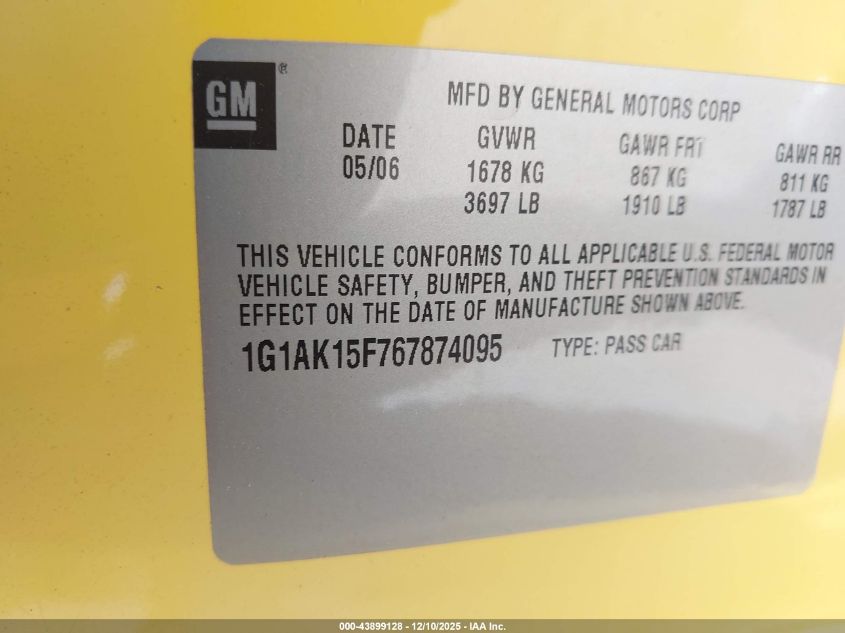 GM ®
MFD BY GENERAL MOTORS CORP
DATE GVWR GAWR FRT GAWR RR
05/06 1678 KG 867 KG 811 KG
3697 LB 1910 LB 1787 LB
THIS VEHICLE CONFORMS TO ALL APPLICABLE U.S. FEDERAL MOTOR
VEHICLE SAFETY, BUMPER, AND THEFT PREVENTION STANDARDS IN
EFFECT ON THE DATE OF MANUFACTURE SHOWN ABOVE.
1G1AK15F767874095 TYPE: PASS CAR
000-43899128 - 12/10/2025 - IAA Inc.